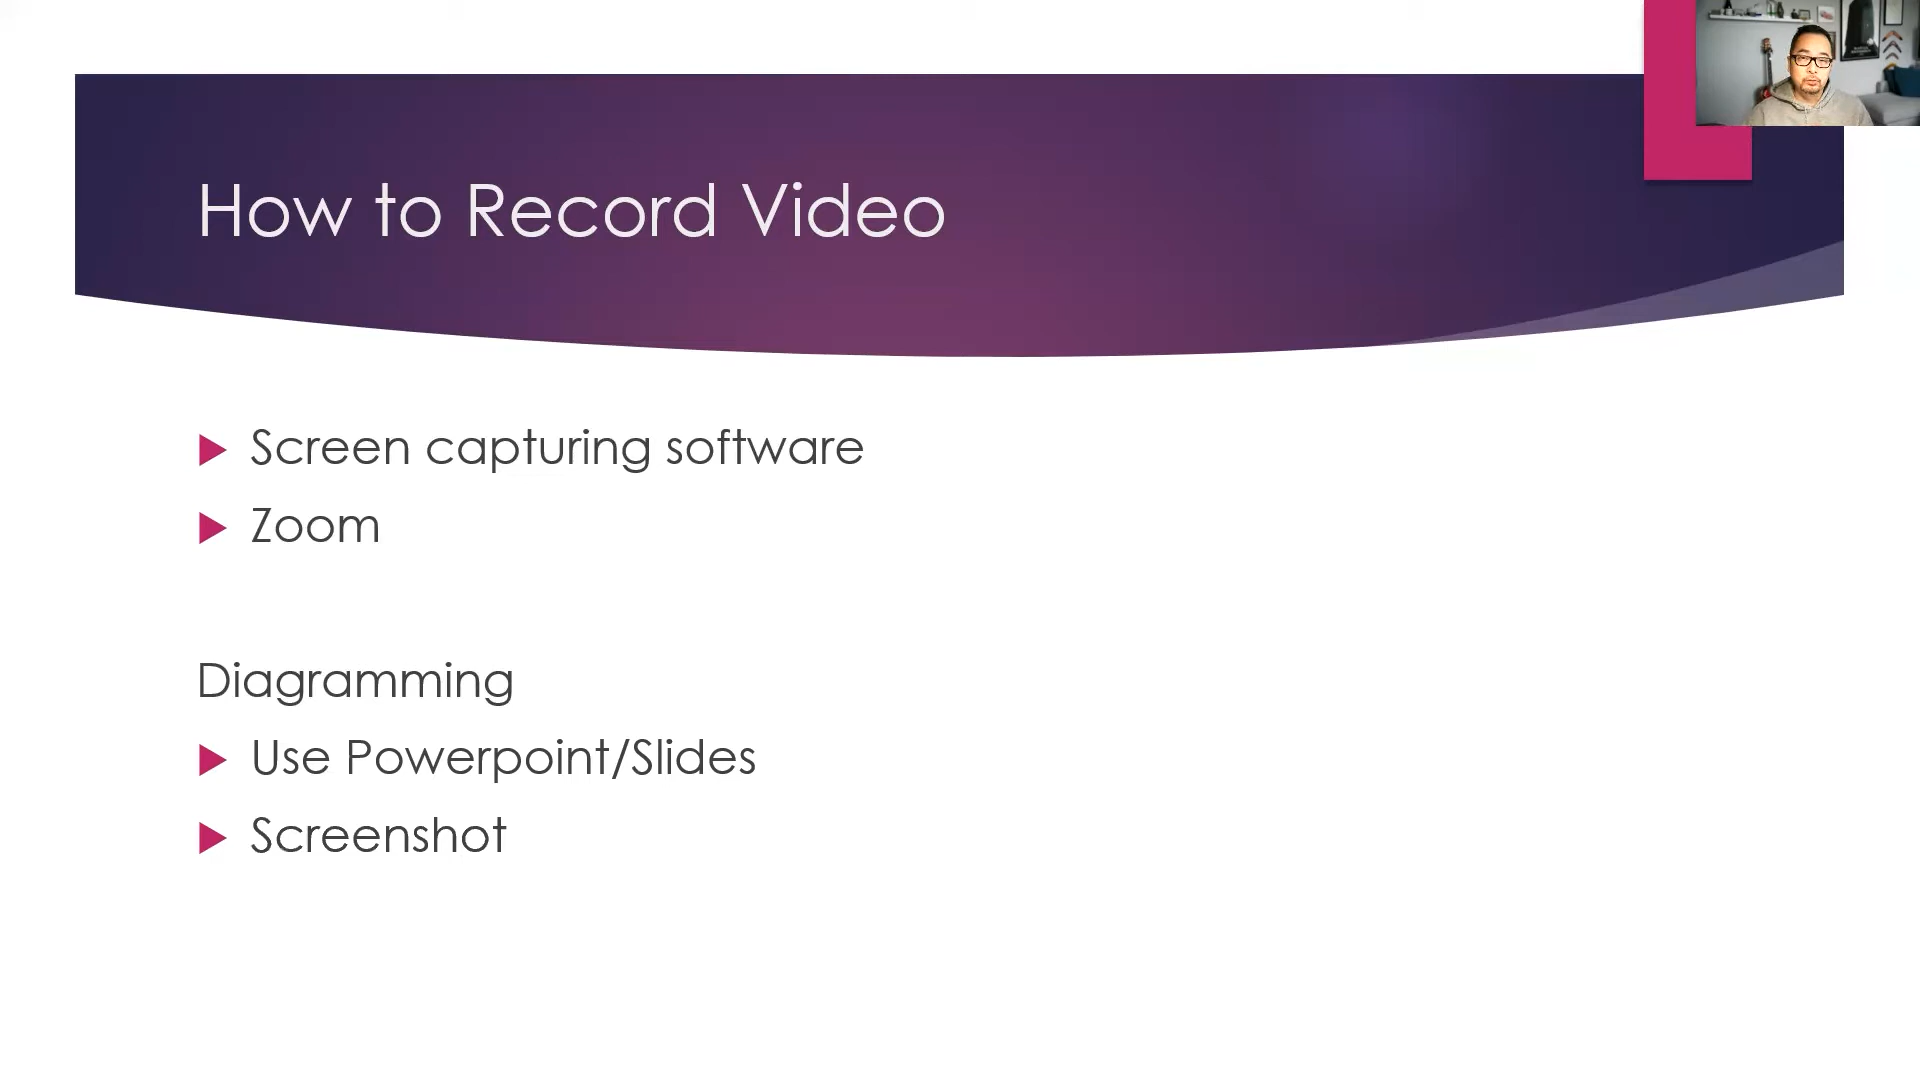 How to Record Video
Screen capturing software
Zoom
Diagramming
Use Powerpoint/Slides
Screenshot